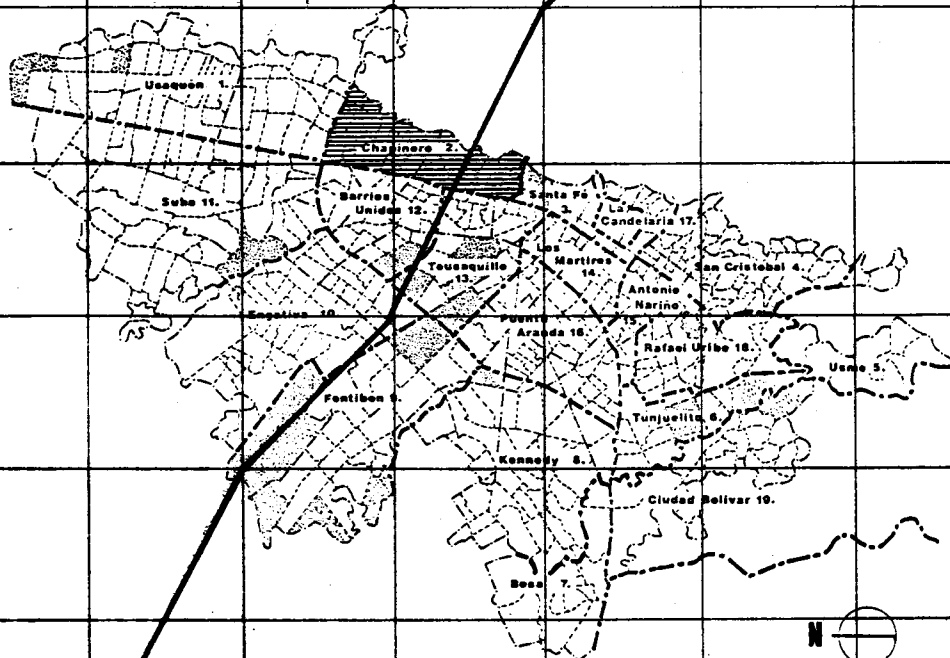 Usaquen 1.
Chapinero 2.
Suba 11.
Barrios
Unidos 12.
Santa Fe
3.
La
Candelaria 17.
Los
Martires
14.
San Cristobal 4.
Teusaquillo
13.
Antonio
Nariño
15.
Engativa 10.
Puente
Aranda 16.
Rafael Uribe 18.
Usme 5.
Fontibon 9.
Tunjuelito 6.
Kennedy 8.
Ciudad Bolivar 19.
Bosa 7.
N